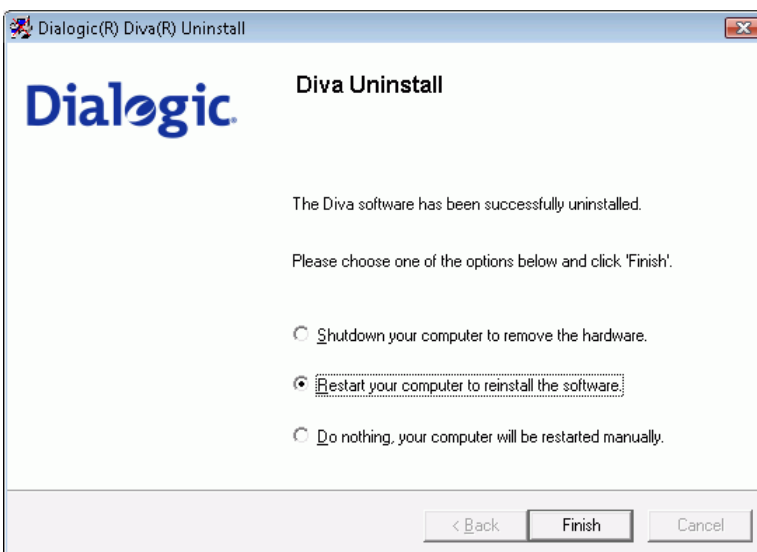 Dialogic(R) Diva(R) Uninstall
Dialogic.
Diva Uninstall
The Diva software has been successfully uninstalled.
Please choose one of the options below and click 'Finish'.
Shutdown your computer to remove the hardware.
Restart your computer to reinstall the software.
Do nothing, your computer will be restarted manually.
< Back Finish Cancel